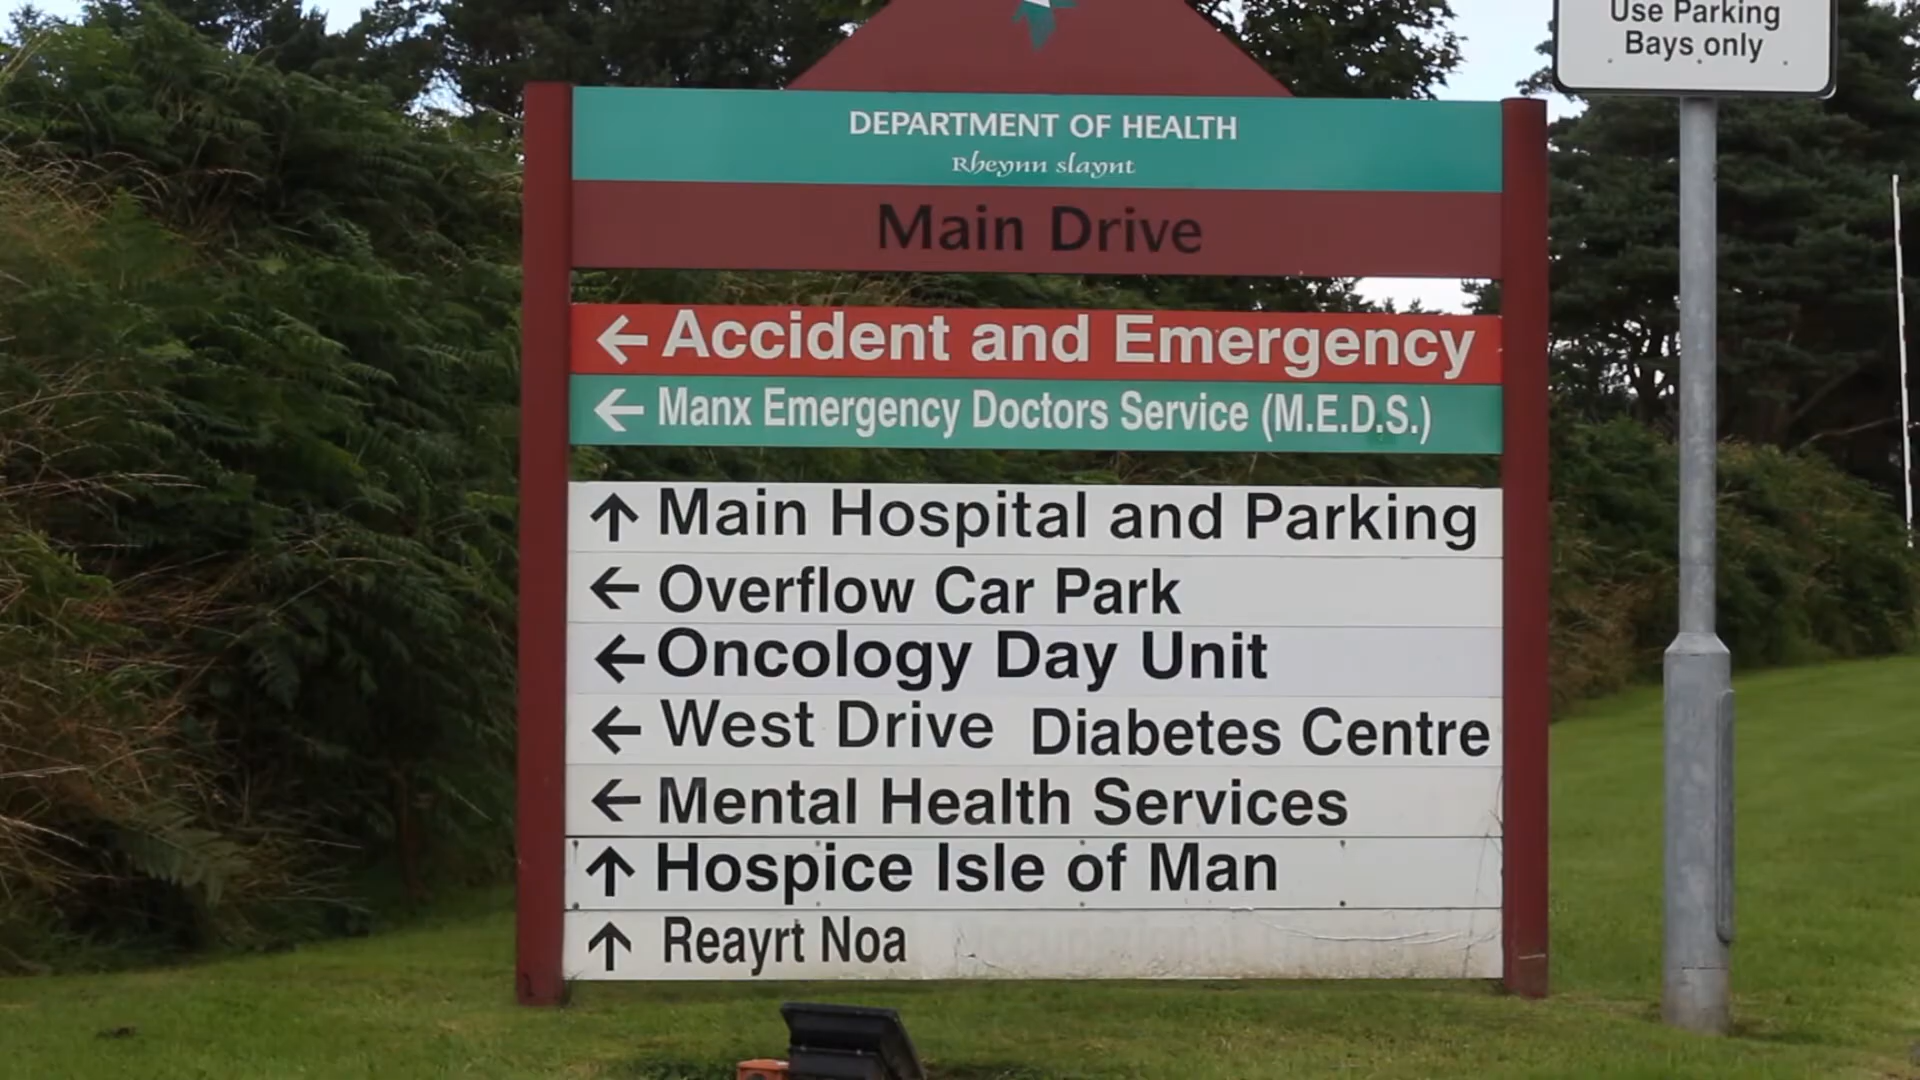 Use Parking
Bays only
DEPARTMENT OF HEALTH
Rheynn slaynt
Main Drive
← Accident and Emergency
← Manx Emergency Doctors Service (M.E.D.S.)
↑ Main Hospital and Parking
← Overflow Car Park
← Oncology Day Unit
← West Drive Diabetes Centre
← Mental Health Services
↑ Hospice Isle of Man
↑ Reayrt Noa